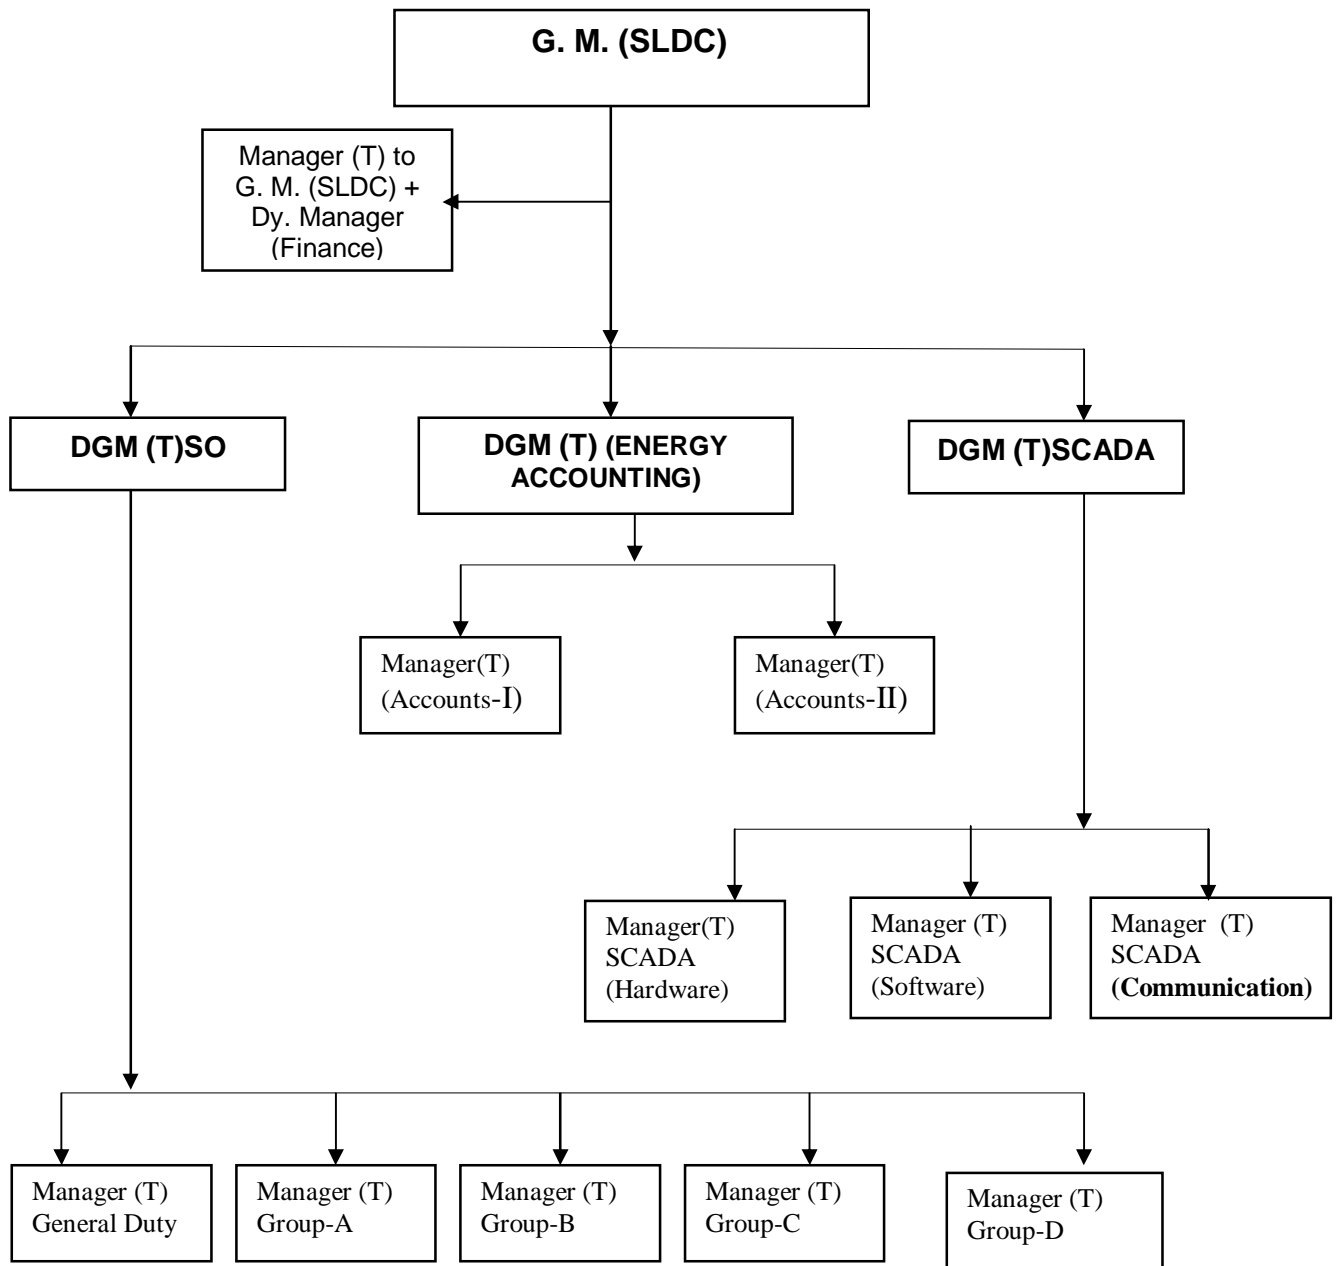 G. M. (SLDC)
Manager (T) to
G. M. (SLDC) +
Dy. Manager
(Finance)
DGM (T)SO
DGM (T) (ENERGY
ACCOUNTING)
DGM (T)SCADA
Manager(T)
(Accounts-I)
Manager(T)
(Accounts-II)
Manager(T)
SCADA
(Hardware)
Manager (T)
SCADA
(Software)
Manager (T)
SCADA
(Communication)
Manager (T)
General Duty
Manager (T)
Group-A
Manager (T)
Group-B
Manager (T)
Group-C
Manager (T)
Group-D